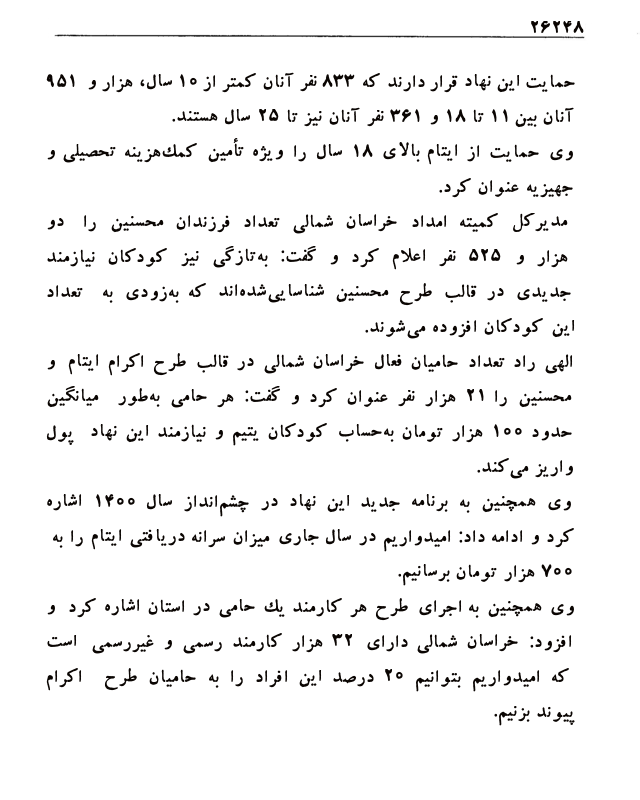 ۲۶۲۴۸
حمایت این نهاد قرار دارند که ۸۳۳ نفر آنان کمتر از ۱۰ سال، هزار و ۹۵۱
آنان بین ۱۱ تا ۱۸ و ۳۶۱ نفر آنان نیز تا ۲۵ سال هستند.
وی حمایت از ایتام بالای ۱۸ سال را ویژه تأمین کمك‌هزینه تحصیلی و
جهیزیه عنوان کرد.
مدیرکل کمیته امداد خراسان شمالی تعداد فرزندان محسنین را دو
هزار و ۵۲۵ نفر اعلام کرد و گفت: به‌تازگی نیز کودکان نیازمند
جدیدی در قالب طرح محسنین شناسایی‌شده‌اند که به‌زودی به تعداد
این کودکان افزوده می‌شوند.
الهی راد تعداد حامیان فعال خراسان شمالی در قالب طرح اکرام ایتام و
محسنین را ۲۱ هزار نفر عنوان کرد و گفت: هر حامی به‌طور میانگین
حدود ۱۰۰ هزار تومان به‌حساب کودکان یتیم و نیازمند این نهاد پول
واریز می‌کند.
وی همچنین به برنامه جدید این نهاد در چشم‌انداز سال ۱۴۰۰ اشاره
کرد و ادامه داد: امیدواریم در سال جاری میزان سرانه دریافتی ایتام را به
۷۰۰ هزار تومان برسانیم.
وی همچنین به اجرای طرح هر کارمند یك حامی در استان اشاره کرد و
افزود: خراسان شمالی دارای ۳۲ هزار کارمند رسمی و غیررسمی است
که امیدواریم بتوانیم ۲۰ درصد این افراد را به حامیان طرح اکرام
پیوند بزنیم.